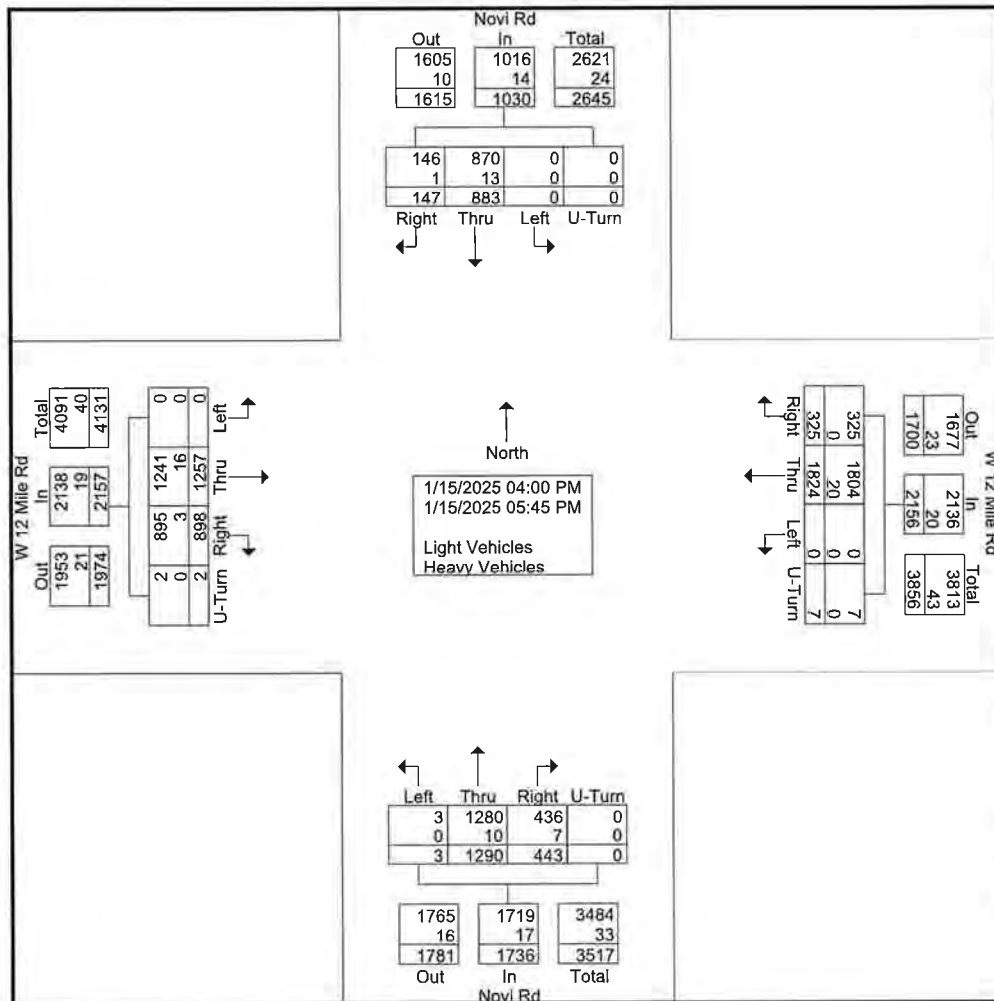 Novi Rd
Out In Total
1605 1016 2621
10 14 24
1615 1030 2645
146 870 0 0
1 13 0 0
147 883 0 0
Right Thru Left U-Turn
W 12 Mile Rd
Total In Out
4091 2138 1953
40 19 21
4131 2157 1974
0 1241 895 2
0 16 3 0
0 1257 898 2
Left Thru Right U-Turn
North
1/15/2025 04:00 PM
1/15/2025 05:45 PM
Light Vehicles
Heavy Vehicles
W 12 Mile Rd
Out In Total
1677 2136 3813
23 20 43
1700 2156 3856
325 1804 0 7
0 20 0 0
325 1824 0 7
Right Thru Left U-Turn
Left Thru Right U-Turn
3 1280 436 0
0 10 7 0
3 1290 443 0
1765 1719 3484
16 17 33
1781 1736 3517
Out In Total
Novi Rd